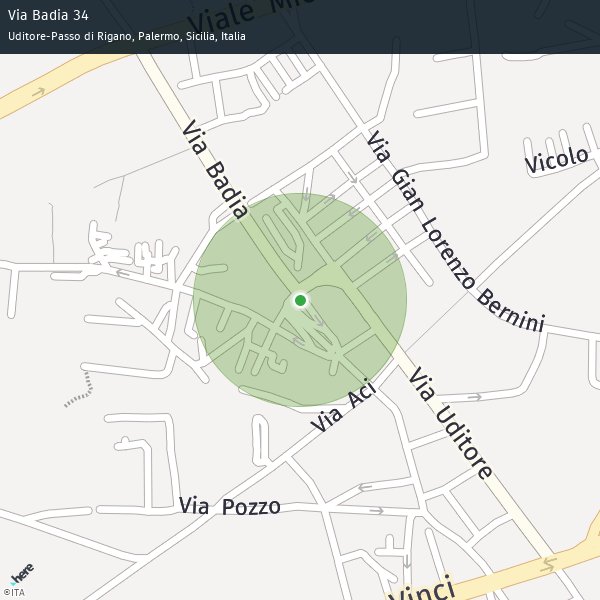 Via Badia 34
Uditore-Passo di Rigano, Palermo, Sicilia, Italia
Viale
Via Badia
Via Gian Lorenzo Bernini
Vicolo
Via Aci
Via Uditore
Via Pozzo
Vinci
here
©ITA